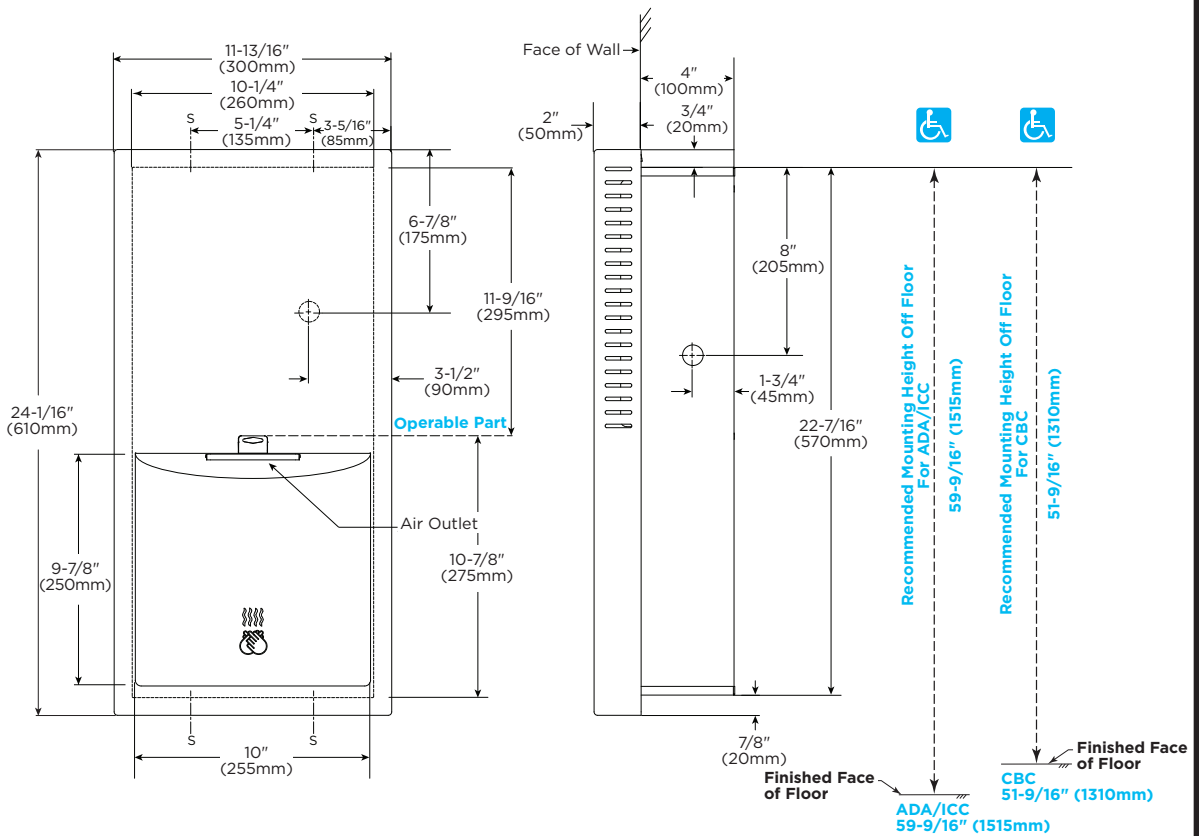 11-13/16"
(300mm)
10-1/4"
(260mm)
S
5-1/4"
(135mm)
S
3-5/16"
(85mm)
6-7/8"
(175mm)
11-9/16"
(295mm)
3-1/2"
(90mm)
24-1/16"
(610mm)
Operable Part
Air Outlet
9-7/8"
(250mm)
10-7/8"
(275mm)
S
S
10"
(255mm)
Face of Wall
4"
(100mm)
2"
(50mm)
3/4"
(20mm)
8"
(205mm)
1-3/4"
(45mm)
22-7/16"
(570mm)
7/8"
(20mm)
Recommended Mounting Height Off Floor
For ADA/ICC
59-9/16" (1515mm)
Recommended Mounting Height Off Floor
For CBC
51-9/16" (1310mm)
Finished Face
of Floor
CBC
51-9/16" (1310mm)
Finished Face
of Floor
ADA/ICC
59-9/16" (1515mm)